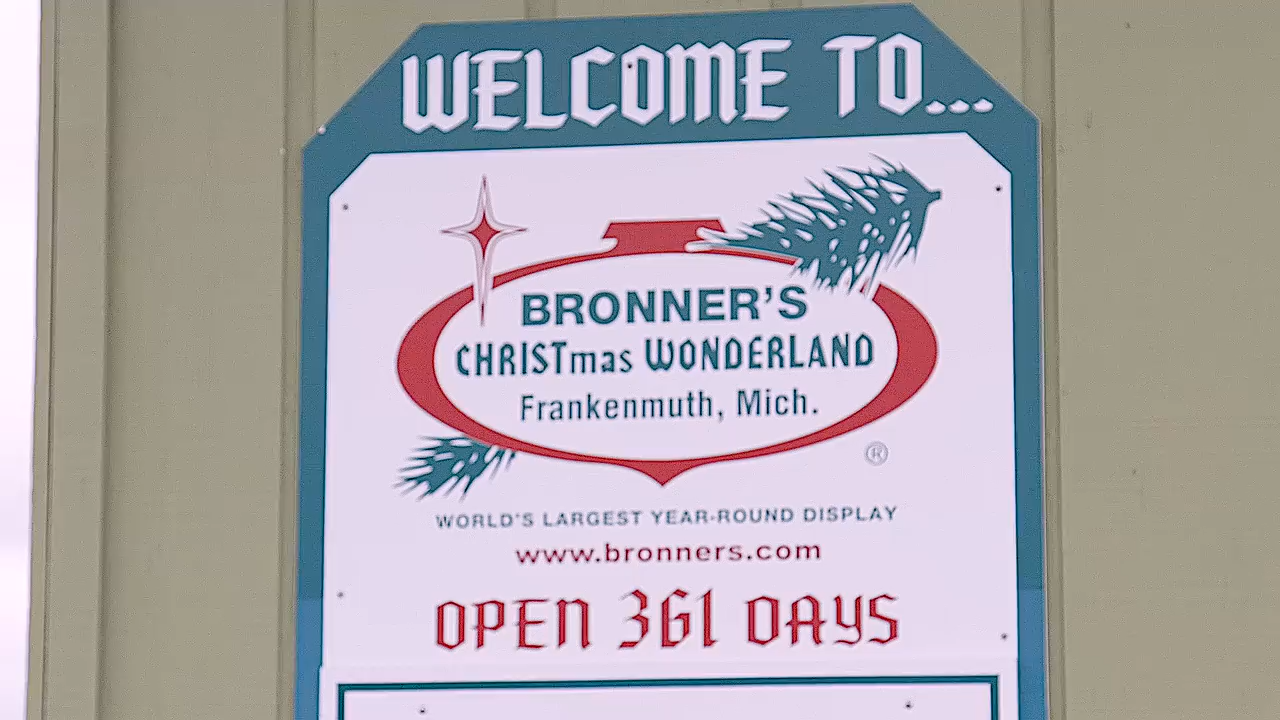 WELCOME TO...
BRONNER'S
CHRISTmas WONDERLAND
Frankenmuth, Mich.
®
WORLD'S LARGEST YEAR-ROUND DISPLAY
www.bronners.com
OPEN 361 DAYS